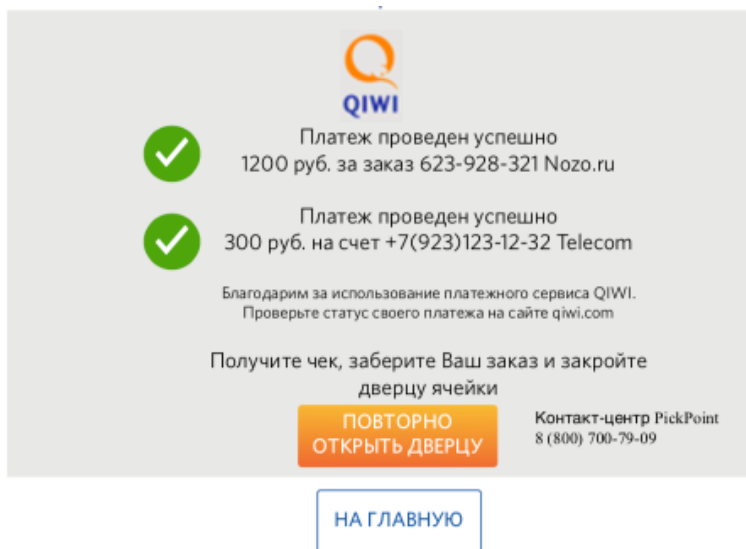 QIWI
Платеж проведен успешно
1200 руб. за заказ 623-928-321 Nozo.ru
Платеж проведен успешно
300 руб. на счет +7(923)123-12-32 Telecom
Благодарим за использование платежного сервиса QIWI.
Проверьте статус своего платежа на сайте qiwi.com
Получите чек, заберите Ваш заказ и закройте
дверцу ячейки
ПОВТОРНО
ОТКРЫТЬ ДВЕРЦУ
Контакт-центр PickPoint
8 (800) 700-79-09
НА ГЛАВНУЮ